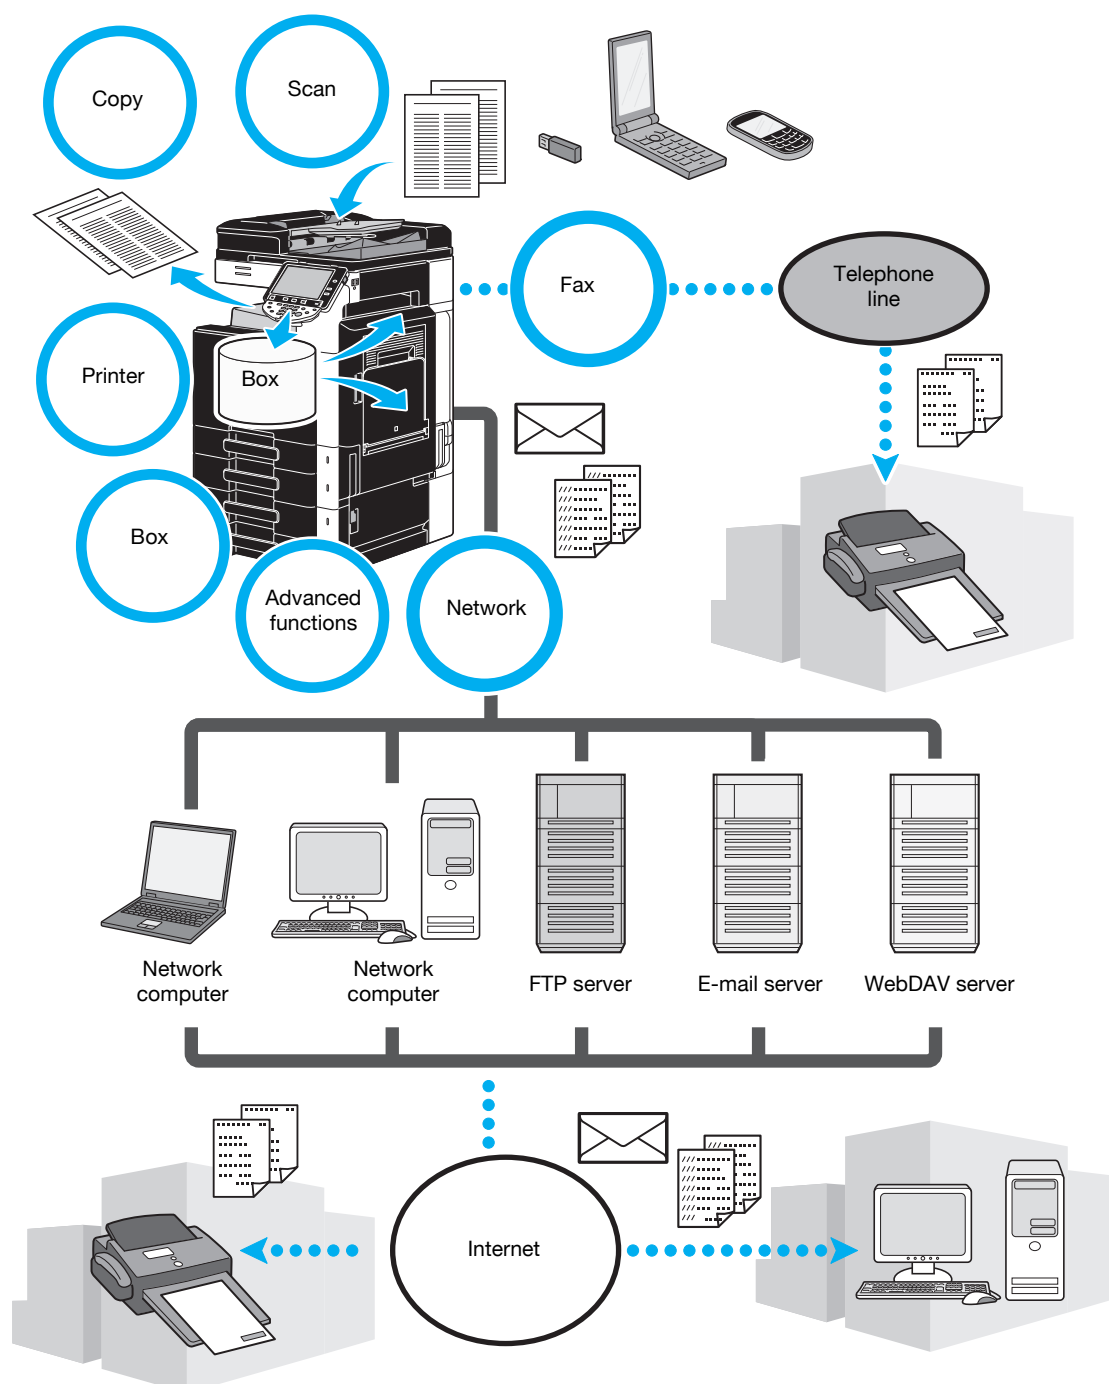 Copy
Scan
Fax
Telephone
line
Printer
Box
Box
Advanced
functions
Network
Network
computer
Network
computer
FTP server
E-mail server
WebDAV server
Internet